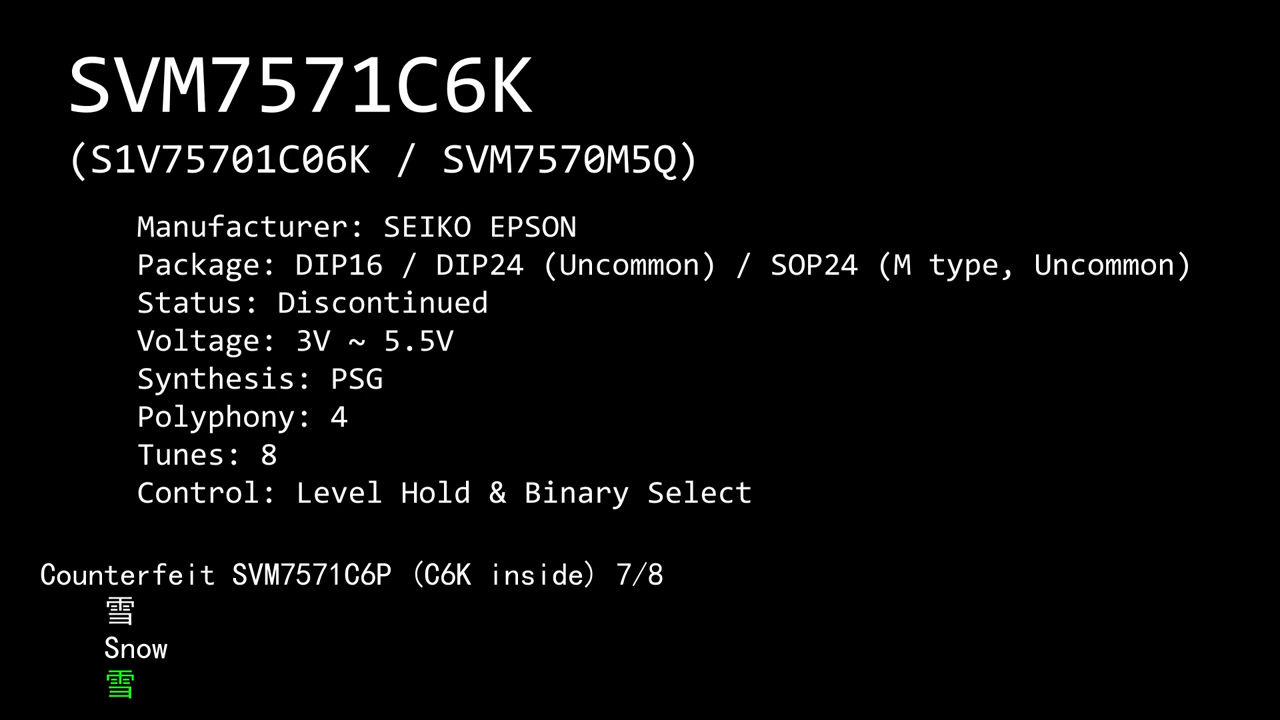 SVM7571C6K
(S1V75701C06K / SVM7570M5Q)
Manufacturer: SEIKO EPSON
Package: DIP16 / DIP24 (Uncommon) / SOP24 (M type, Uncommon)
Status: Discontinued
Voltage: 3V ~ 5.5V
Synthesis: PSG
Polyphony: 4
Tunes: 8
Control: Level Hold & Binary Select
Counterfeit SVM7571C6P (C6K inside) 7/8
雪
Snow
雪